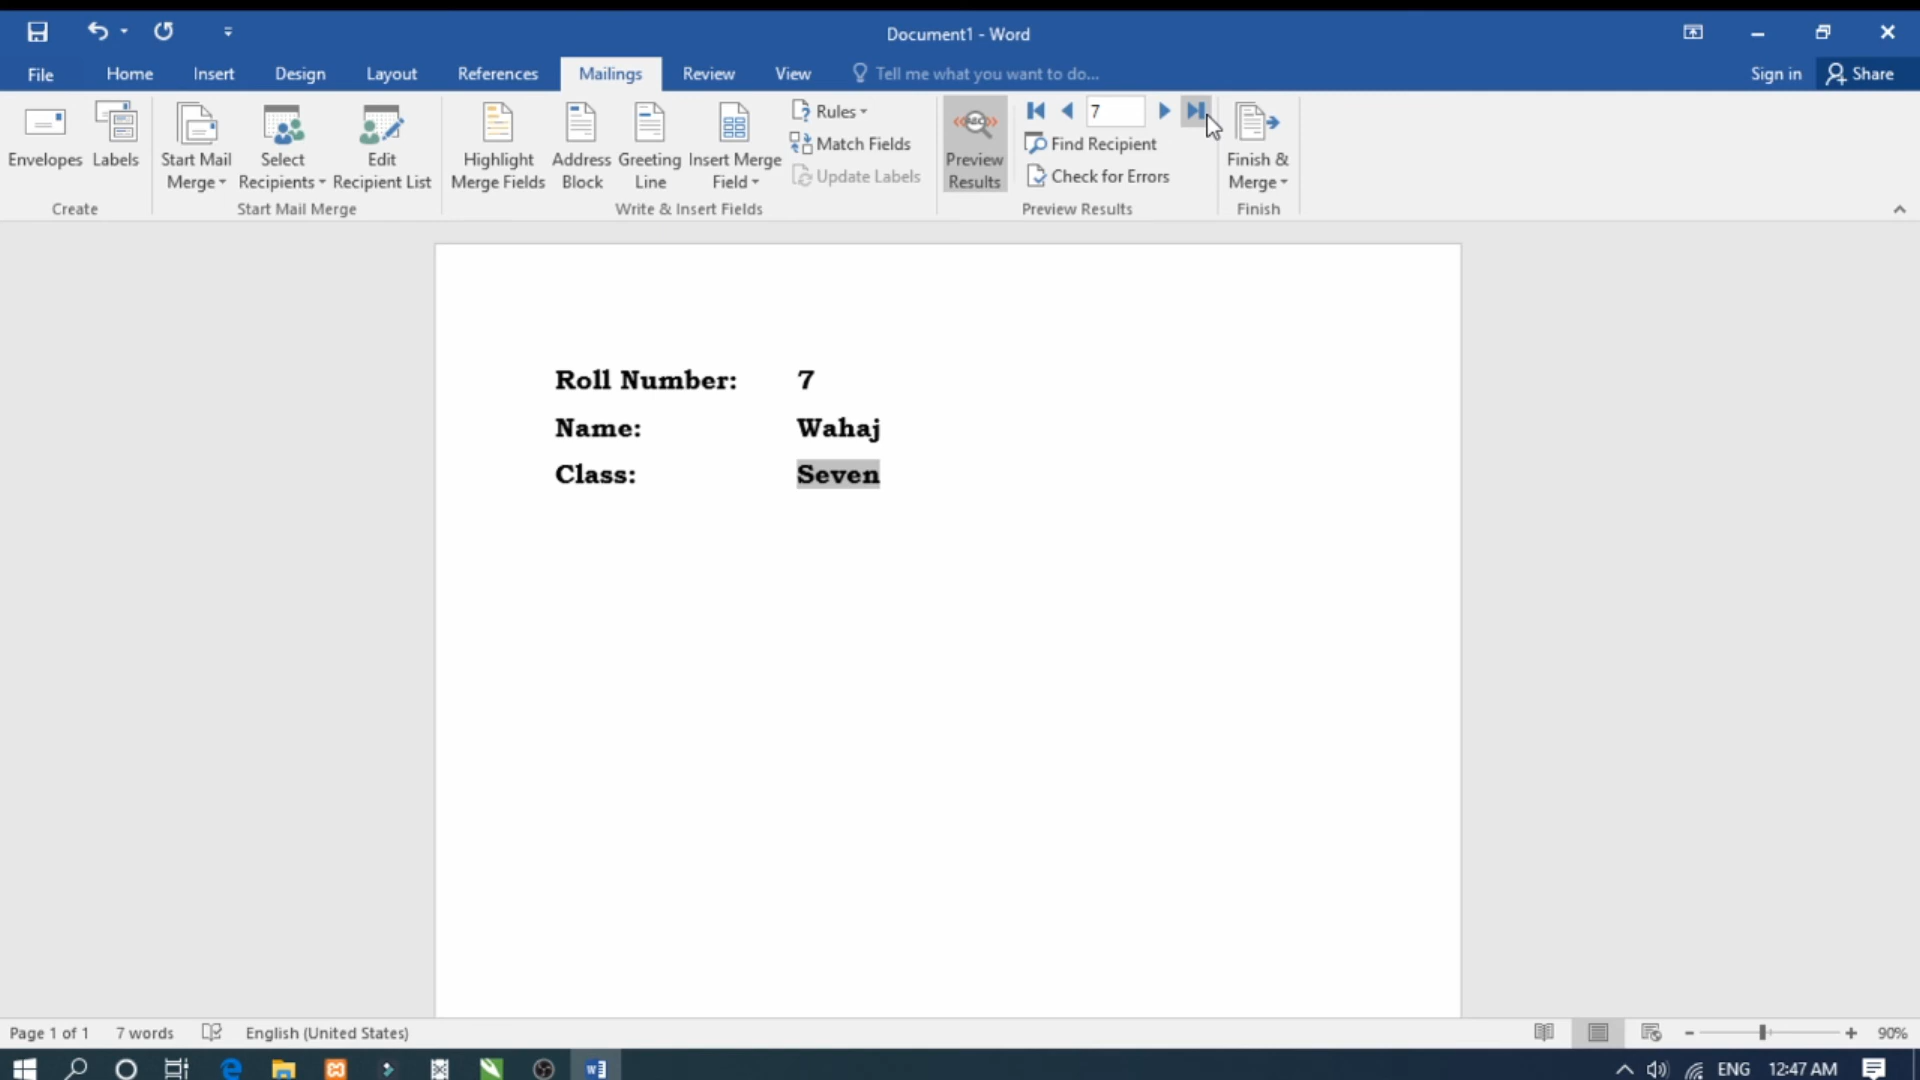 Document1 - Word
File Home Insert Design Layout References Mailings Review View Tell me what you want to do... Sign in Share
Envelopes Labels
Create
Start Mail Merge Select Recipients Edit Recipient List
Start Mail Merge
Highlight Merge Fields Address Block Greeting Line Insert Merge Field
Rules
Match Fields
Update Labels
Write & Insert Fields
ABC
Preview Results
7
Find Recipient
Check for Errors
Preview Results
Finish & Merge
Finish
Roll Number: 7
Name: Wahaj
Class: Seven
Page 1 of 1 7 words English (United States) 90%
ENG 12:47 AM